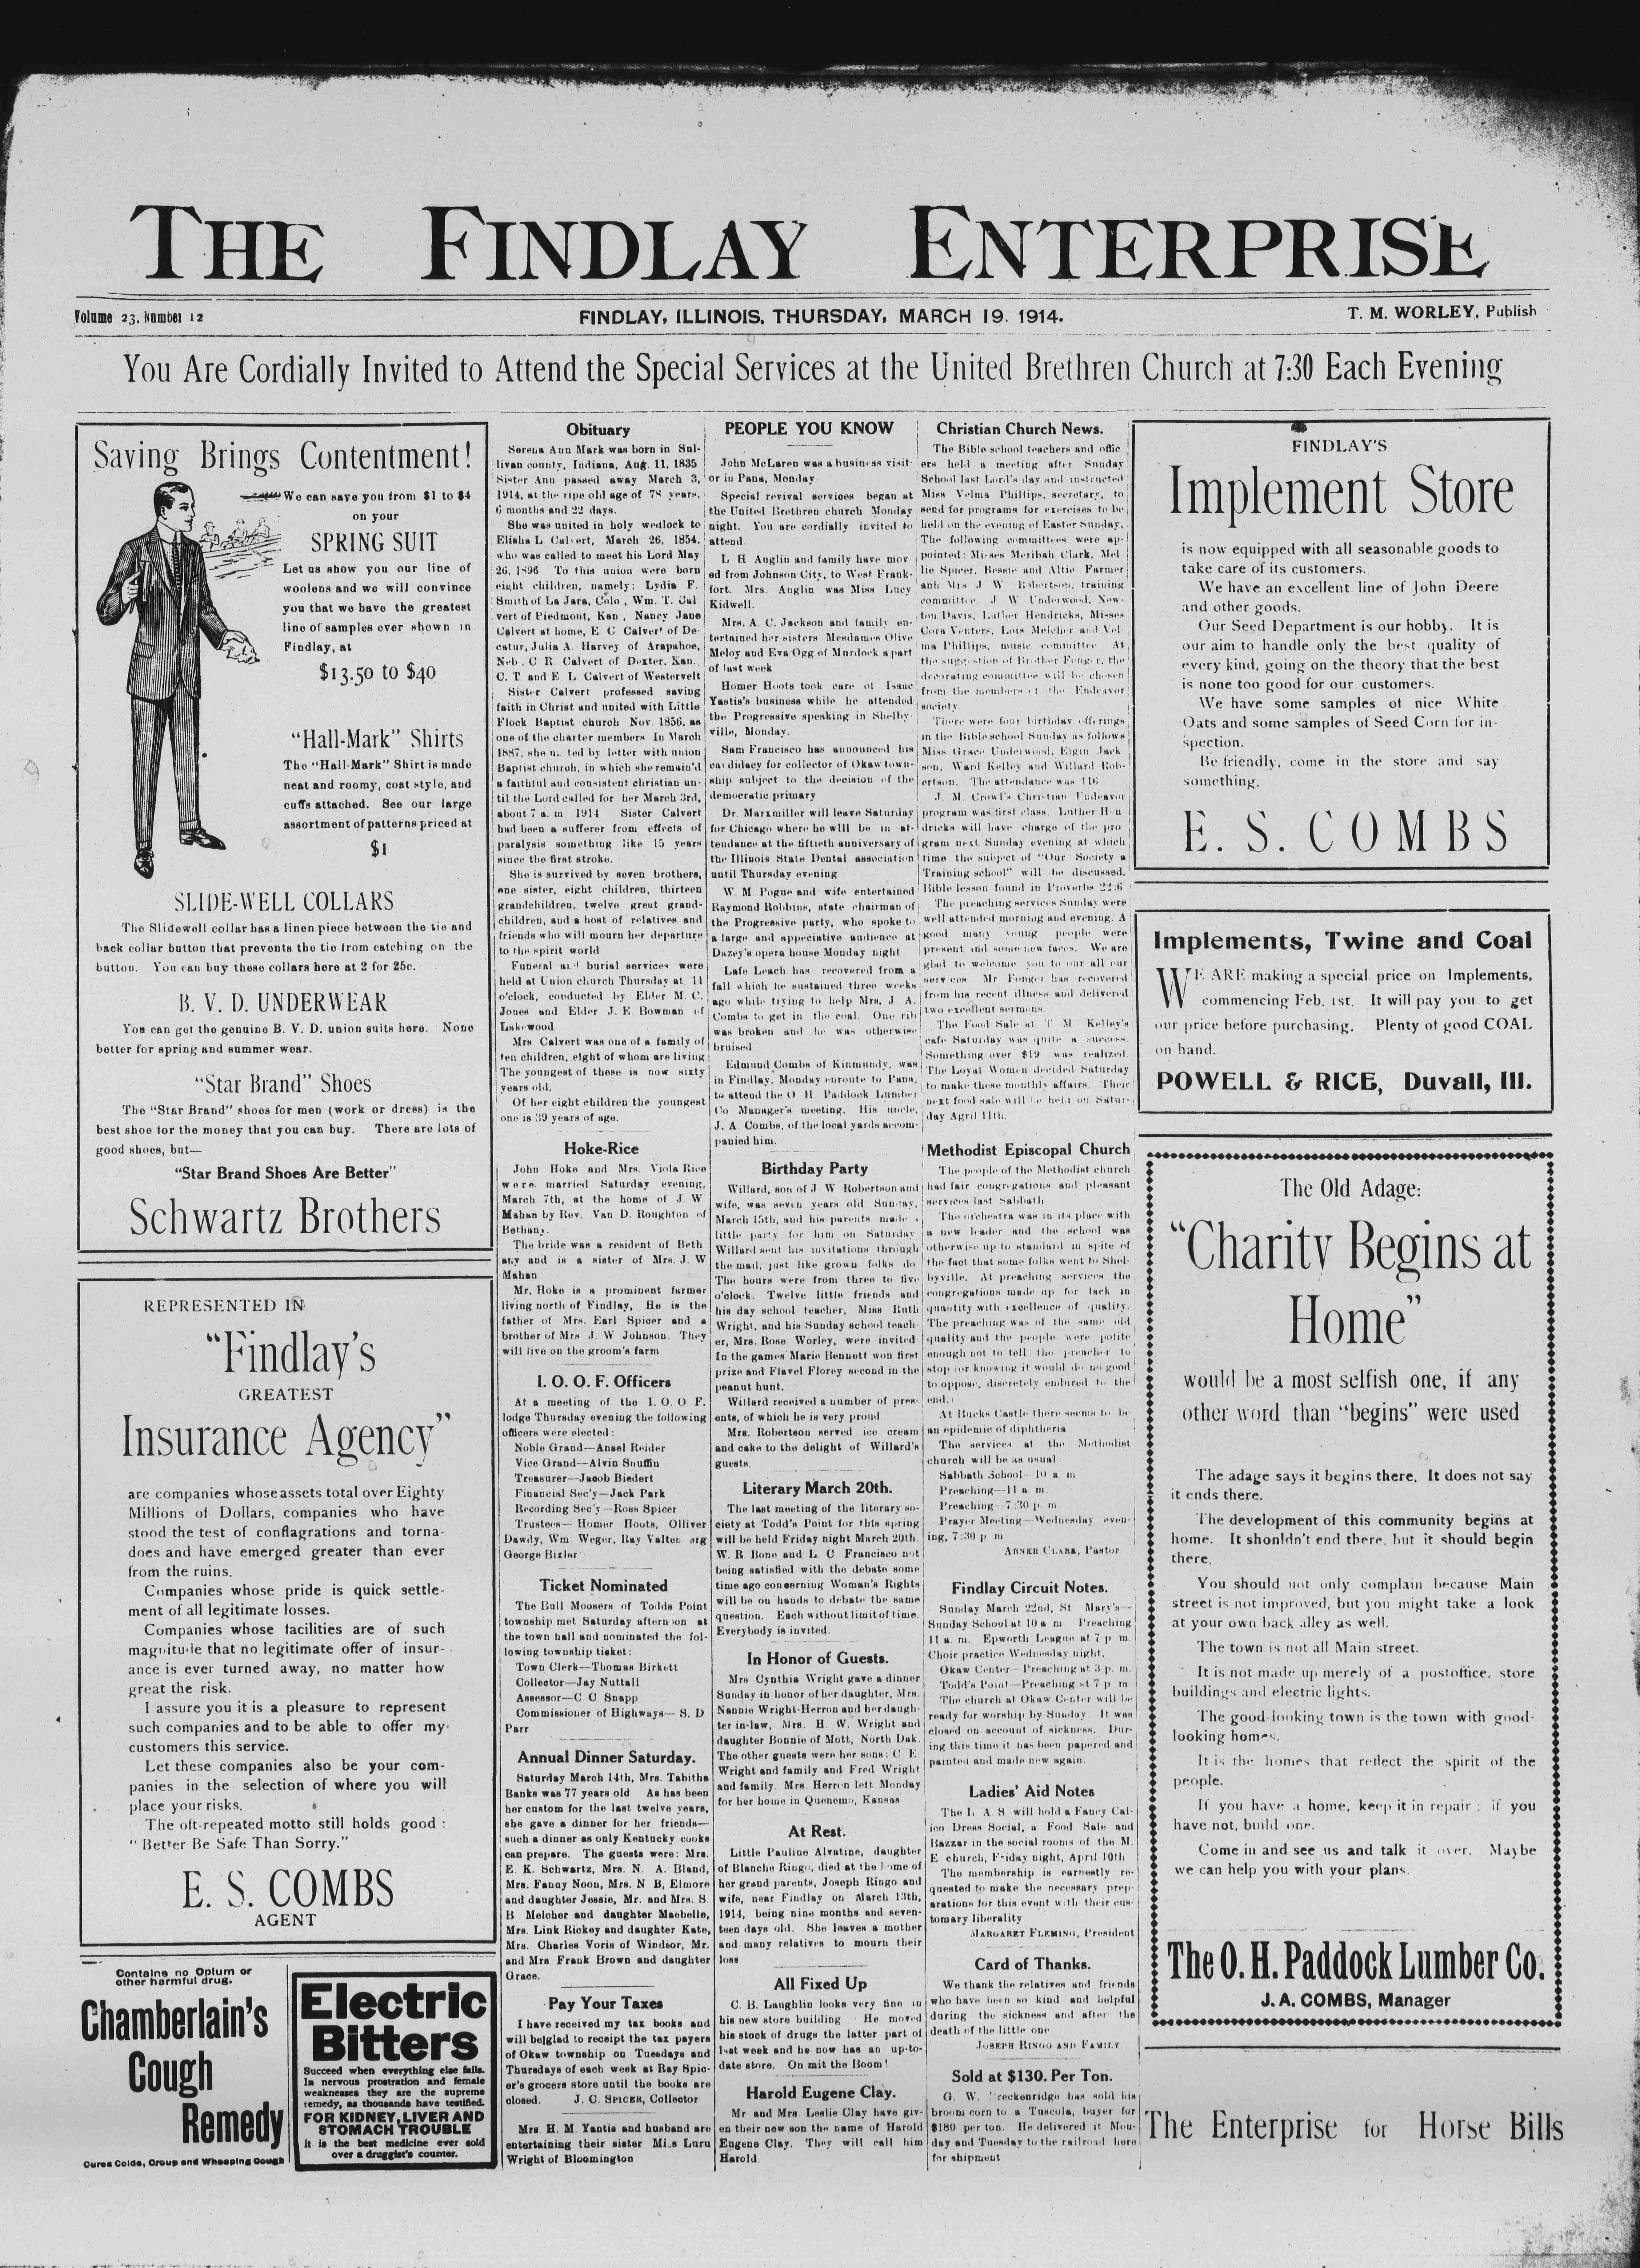 THE FINDLAY ENTERPRISE
Volume 23, Number 12
FINDLAY, ILLINOIS, THURSDAY, MARCH 19. 1914.
T. M. WORLEY, Publish
You Are Cordially Invited to Attend the Special Services at the United Brethren Church at 7:30 Each Evening
Saving Brings Contentment!
We can save you from $1 to $4
on your
SPRING SUIT
Let us show you our line of
woolens and we will convince
you that we have the greatest
line of samples ever shown in
Findlay, at
$13.50 to $40
"Hall-Mark" Shirts
The "Hall-Mark" Shirt is made
neat and roomy, coat style, and
cuffs attached. See our large
assortment of patterns priced at
$1
SLIDE-WELL COLLARS
The Slidewell collar has a linen piece between the tie and
back collar button that prevents the tie from catching on the
button. You can buy these collars here at 2 for 25c.
B. V. D. UNDERWEAR
You can get the genuine B. V. D. union suits here. None
better for spring and summer wear.
"Star Brand" Shoes
The "Star Brand" shoes for men (work or dress) is the
best shoe for the money that you can buy. There are lots of
good shoes, but—
"Star Brand Shoes Are Better"
Schwartz Brothers
REPRESENTED IN
"Findlay's
GREATEST
Insurance Agency"
are companies whose assets total over Eighty
Millions of Dollars, companies who have
stood the test of conflagrations and torna-
does and have emerged greater than ever
from the ruins.
Companies whose pride is quick settle-
ment of all legitimate losses.
Companies whose facilities are of such
magnitude that no legitimate offer of insur-
ance is ever turned away, no matter how
great the risk.
I assure you it is a pleasure to represent
such companies and to be able to offer my
customers this service.
Let these companies also be your com-
panies in the selection of where you will
place your risks.
The oft-repeated motto still holds good :
"Better Be Safe Than Sorry."
E. S. COMBS
AGENT
Contains no Opium or
other harmful drug.
Chamberlain's
Cough
Remedy
Cures Colds, Croup and Whooping Cough
Electric
Bitters
Succeed when everything else fails.
In nervous prostration and female
weaknesses they are the supreme
remedy, as thousands have testified.
FOR KIDNEY, LIVER AND
STOMACH TROUBLE
it is the best medicine ever sold
over a druggist's counter.
Obituary
Serena Ann Mark was born in Sul-
livan county, Indiana, Aug. 11, 1835
Sister Ann passed away March 3,
1914, at the ripe old age of 78 years,
6 months and 22 days.
She was united in holy wedlock to
Elisha L Calvert, March 26, 1854,
who was called to meet his Lord May
26, 1896 To this union were born
eight children, namely: Lydia F.
Smith of La Jara, Colo , Wm. T. Cal
vert of Piedmont, Kan , Nancy Jane
Calvert at home, E. C Calvert of De-
catur, Julia A. Harvey of Arapahoe,
Neb. C R. Calvert of Dexter, Kan.
C. T and E L Calvert of Westervelt
Sister Calvert professed saving
faith in Christ and united with Little
Flock Baptist church Nov. 1856, as
one of the charter members In March
1887, she united by letter with union
Baptist church, in which she remain'd
a faithful and consistent christian un-
til the Lord called for her March 3rd,
about 7 a. m 1914 Sister Calvert
had been a sufferer from effects of
paralysis something like 15 years
since the first stroke.
She is survived by seven brothers,
one sister, eight children, thirteen
grandchildren, twelve great grand-
children, and a host of relatives and
friends who will mourn her departure
to the spirit world
Funeral and burial services were
held at Union church Thursday at 11
o'clock, conducted by Elder M. C.
Jones and Elder J. E Bowman of
Lakewood
Mrs Calvert was one of a family of
ten children, eight of whom are living
The youngest of these is now sixty
years old.
Of her eight children the youngest
one is 39 years of age.
Hoke-Rice
John Hoke and Mrs. Viola Rice
were married Saturday evening,
March 7th, at the home of J. W
Mahan by Rev. Van D. Roughton of
Bethany.
The bride was a resident of Beth
any and is a sister of Mrs. J. W
Mahan
Mr. Hoke is a prominent farmer
living north of Findlay, He is the
father of Mrs. Earl Spicer and a
brother of Mrs J. W Johnson. They
will live on the groom's farm
I. O. O. F. Officers
At a meeting of the I. O. O F.
lodge Thursday evening the following
officers were elected :
Noble Grand—Ansel Reider
Vice Grand—Alvin Snuffin
Treasurer—Jacob Biedert
Financial Sec'y—Jack Park
Recording Sec'y—Ross Spicer
Trustees—Homer Hoots, Olliver
Dawdy, Wm Weger, Ray Valter arg
George Bixler
Ticket Nominated
The Bull Moosers of Todds Point
township met Saturday afternoon at
the town hall and nominated the fol-
lowing township ticket:
Town Clerk—Thomas Birkett
Collector—Jay Nuttall
Assessor—C C Snapp
Commissioner of Highways—S. D
Parr
Annual Dinner Saturday.
Saturday March 14th, Mrs. Tabitha
Banks was 77 years old As has been
her custom for the last twelve years,
she gave a dinner for her friends—
such a dinner as only Kentucky cooks
can prepare. The guests were: Mrs.
E. K. Schwartz, Mrs. N. A. Bland,
Mrs. Fanny Noon, Mrs. N B, Elmore
and daughter Jessie, Mr. and Mrs. S.
B Melcher and daughter Maebelle,
Mrs. Link Rickey and daughter Kate,
Mrs. Charles Voris of Windsor, Mr.
and Mrs Frank Brown and daughter
Grace.
Pay Your Taxes
I have received my tax books and
will belglad to receipt the tax payers
of Okaw township on Tuesdays and
Thursdays of each week at Ray Spic-
er's grocers store until the books are
closed. J. C. SPICER, Collector
Mrs. H. M. Yantis and husband are
entertaining their sister Miss Luru
Wright of Bloomington
PEOPLE YOU KNOW
John McLaren was a business visit-
or in Pana, Monday
Special revival services began at
the United Brethren church Monday
night. You are cordially invited to
attend
L H Anglin and family have mov
ed from Johnson City, to West Frank-
fort. Mrs. Anglin was Miss Lucy
Kidwell.
Mrs. A. C. Jackson and family en-
tertained her sisters Mesdames Olive
Meloy and Eva Ogg of Murdock a part
of last week
Homer Hoots took care of Isaac
Yastis's business while he attended
the Progressive speaking in Shelby-
ville, Monday.
Sam Francisco has announced his
candidacy for collector of Okaw town-
ship subject to the decision of the
democratic primary
Dr. Marxmiller will leave Saturday
for Chicago where he will be in at-
tendance at the fiftieth anniversary of
the Illinois State Dental association
until Thursday evening
W. M Pogue and wife entertained
Raymond Robbins, state chairman of
the Progressive party, who spoke to
a large and appeciative audience at
Dazey's opera house Monday night
Lafe Leach has recovered from a
fall which he sustained three weeks
ago while trying to help Mrs. J A.
Combs to get in the coal. One rib
was broken and he was otherwise
bruised
Edmund Combs of Kinmundy, was
in Findlay, Monday enroute to Pana,
to attend the O H. Paddock Lumber
Co Manager's meeting. His uncle,
J. A Combs, of the local yards accom-
panied him.
Birthday Party
Willard, son of J W Robertson and
wife, was seven years old Sunday,
March 15th, and his parents made a
little party for him on Saturday
Willard sent his invitations through
the mail, just like grown folks do
The hours were from three to five
o'clock. Twelve little friends and
his day school teacher, Miss Ruth
Wright, and his Sunday school teach-
er, Mrs. Rose Worley, were invited
In the games Marie Bennett won first
prize and Flavel Florey second in the
peanut hunt.
Willard received a number of pres-
ents, of which he is very proud
Mrs. Robertson served ice cream
and cake to the delight of Willard's
guests.
Literary March 20th.
The last meeting of the literary so-
ciety at Todd's Point for this spring
will be held Friday night March 20th.
W. R Bone and L. C Francisco not
being satisfied with the debate some
time ago concerning Woman's Rights
will be on hands to debate the same
question. Each without limit of time.
Everybody is invited.
In Honor of Guests.
Mrs Cynthia Wright gave a dinner
Sunday in honor of her daughter, Mrs.
Nannie Wright-Herron and her daugh-
ter in-law, Mrs. H. W. Wright and
daughter Bonnie of Mott, North Dak.
The other guests were her sons: C F
Wright and family and Fred Wright
and family. Mrs. Herron left Monday
for her home in Quenemo, Kansas
At Rest.
Little Pauline Alvatine, daughter
of Blanche Ringo, died at the home of
her grand parents, Joseph Ringo and
wife, near Findlay on March 13th,
1914, being nine months and seven-
teen days old. She leaves a mother
and many relatives to mourn their
loss
All Fixed Up
C. B. Laughlin looks very fine in
his new store building He moved
his stock of drugs the latter part of
last week and he now has an up-to-
date store. On mit the Boom!
Harold Eugene Clay.
Mr and Mrs Leslie Clay have giv-
en their new son the name of Harold
Eugene Clay. They will call him
Harold.
Christian Church News.
The Bible school teachers and offic
ers held a meeting after Sunday
School last Lord's day and instructed
Miss Velma Phillips, secretary, to
send for programs for exercises to be
held on the evening of Easter Sunday.
The following committees were ap-
pointed: Misses Meribah Clark, Mel
lie Spicer, Bessie and Altie Farmer
anh Mrs J W Robertson, training
committee. J. W Underwood, New-
ton Davis, Luther Hendricks, Misses
Cora Venters, Lois Melcher and Vel-
ma Phillips, music committee At
the suggestion of Brother Fonger, the
decorating committee will be chosen
from the members of the Endeavor
society.
There were four birthday offerings
in the Bible school Sunday as follows
Miss Grace Underwood, Elgin Jack
son, Ward Kelley and Willard Rob-
ertson. The attendance was 116
J. M. Crowl's Christian Endeavor
program was first class. Luther Hen
dricks will have charge of the pro
gram next Sunday evening at which
time the subject of "Our Society a
Training school" will be discussed.
Bible lesson found in Proverbs 22:6
The preaching services Sunday were
well attended morning and evening. A
good many young people were
present and some new faces. We are
glad to welcome you to our all our
services Mr Fonger has recovered
from his recent illness and delivered
two excellent sermons
The Food Sale at T M Kelley's
cafe Saturday was quite a success.
Something over $19 was realized.
The Loyal Women decided Saturday
to make these monthly affairs. Their
next food sale will be held on Satur-
day Agril 11th.
Methodist Episcopal Church
The people of the Methodist church
had fair congregations and pleasant
services last Sabbath
The orchestra was in its place with
a new leader and the school was
otherwise up to standard in spite of
the fact that some folks went to Shel-
byville. At preaching services the
congregations made up for lack in
quantity with excellence of quality.
The preaching was of the same old
quality and the people were polite
enough not to tell the preacher to
stop (or knowing it would do no good
to oppose, discretely endured to the
end.)
At Bucks Castle there seems to be
an epidemic of diphtheria
The services at the Methodist
church will be as usual:
Sabbath School—10 a m
Preaching—11 a m.
Preaching—7:30 p. m
Prayer Meeting—Wednesday even-
ing, 7:30 p m
ABNER CLARK, Pastor
Findlay Circuit Notes.
Sunday March 22nd, St Mary's—
Sunday School at 10 a m Preaching
11 a. m. Epworth League at 7 p m.
Choir practice Wednesday night.
Okaw Center—Preaching at 3 p. m.
Todd's Point—Preaching st 7 p m
The church at Okaw Center will be
ready for worship by Sunday. It was
closed on account of sickness. Dur-
ing this time it has been papered and
painted and made new again.
Ladies' Aid Notes
The L. A. S. will hold a Fancy Cal-
ico Dress Social, a Food Sale and
Bazzar in the social rooms of the M.
E church, Friday night, April 10th
The membership is earnestly re-
quested to make the necessary prep-
arations for this event with their cus-
tomary liberality
MARGARET FLEMING, President
Card of Thanks.
We thank the relatives and friends
who have been so kind and helpful
during the sickness and after the
death of the little one
JOSEPH RINGO AND FAMILY.
Sold at $130. Per Ton.
G. W. reckenridge has sold his
broom corn to a Tuscola, buyer for
$180 per ton. He delivered it Mon-
day and Tuesday to the railroad here
for shipment
FINDLAY'S
Implement Store
is now equipped with all seasonable goods to
take care of its customers.
We have an excellent line of John Deere
and other goods.
Our Seed Department is our hobby. It is
our aim to handle only the best quality of
every kind, going on the theory that the best
is none too good for our customers.
We have some samples of nice White
Oats and some samples of Seed Corn for in-
spection.
Be friendly, come in the store and say
something.
E. S. COMBS
Implements, Twine and Coal
WE ARE making a special price on Implements,
commencing Feb. 1st. It will pay you to get
our price before purchasing. Plenty of good COAL
on hand.
POWELL & RICE, Duvall, Ill.
The Old Adage:
"Charity Begins at
Home"
would be a most selfish one, if any
other word than "begins" were used
The adage says it begins there, It does not say
it ends there.
The development of this community begins at
home. It shonldn't end there, but it should begin
there.
You should not only complain because Main
street is not improved, but you might take a look
at your own back alley as well.
The town is not all Main street.
It is not made up merely of a postoffice, store
buildings and electric lights.
The good-looking town is the town with good-
looking homes.
It is the homes that reflect the spirit of the
people.
If you have a home, keep it in repair ; if you
have not, build one.
Come in and see us and talk it over. Maybe
we can help you with your plans.
The O. H. Paddock Lumber Co.
J. A. COMBS, Manager
The Enterprise for Horse Bills